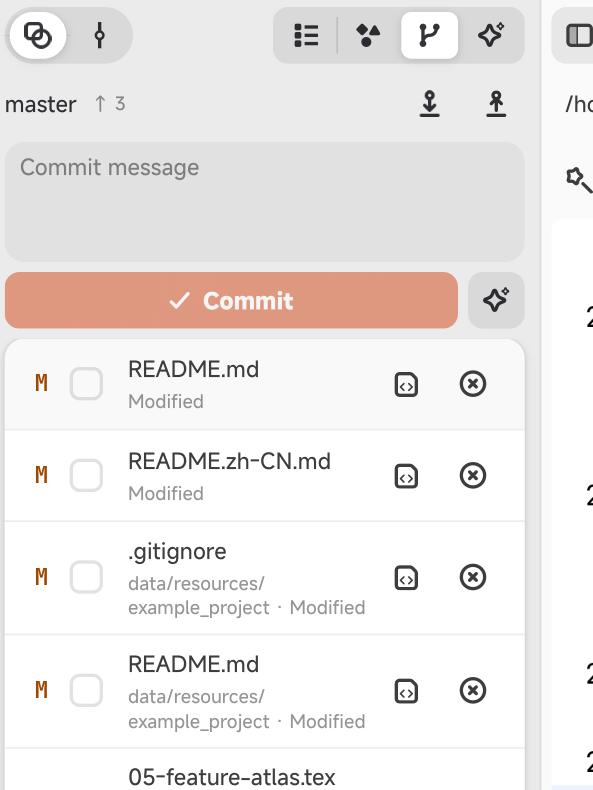 master ↑ 3
/ho
Commit message
Commit
M README.md
Modified
M README.zh-CN.md
Modified
M .gitignore
data/resources/
example_project · Modified
M README.md
data/resources/
example_project · Modified
05-feature-atlas.tex